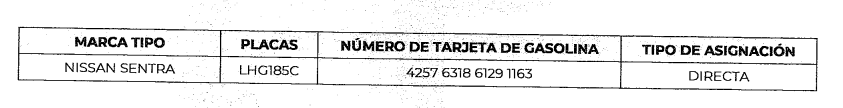 MARCA TIPO PLACAS NÚMERO DE TARJETA DE GASOLINA TIPO DE ASIGNACIÓN
NISSAN SENTRA LHG185C 4257 6318 6129 1163 DIRECTA